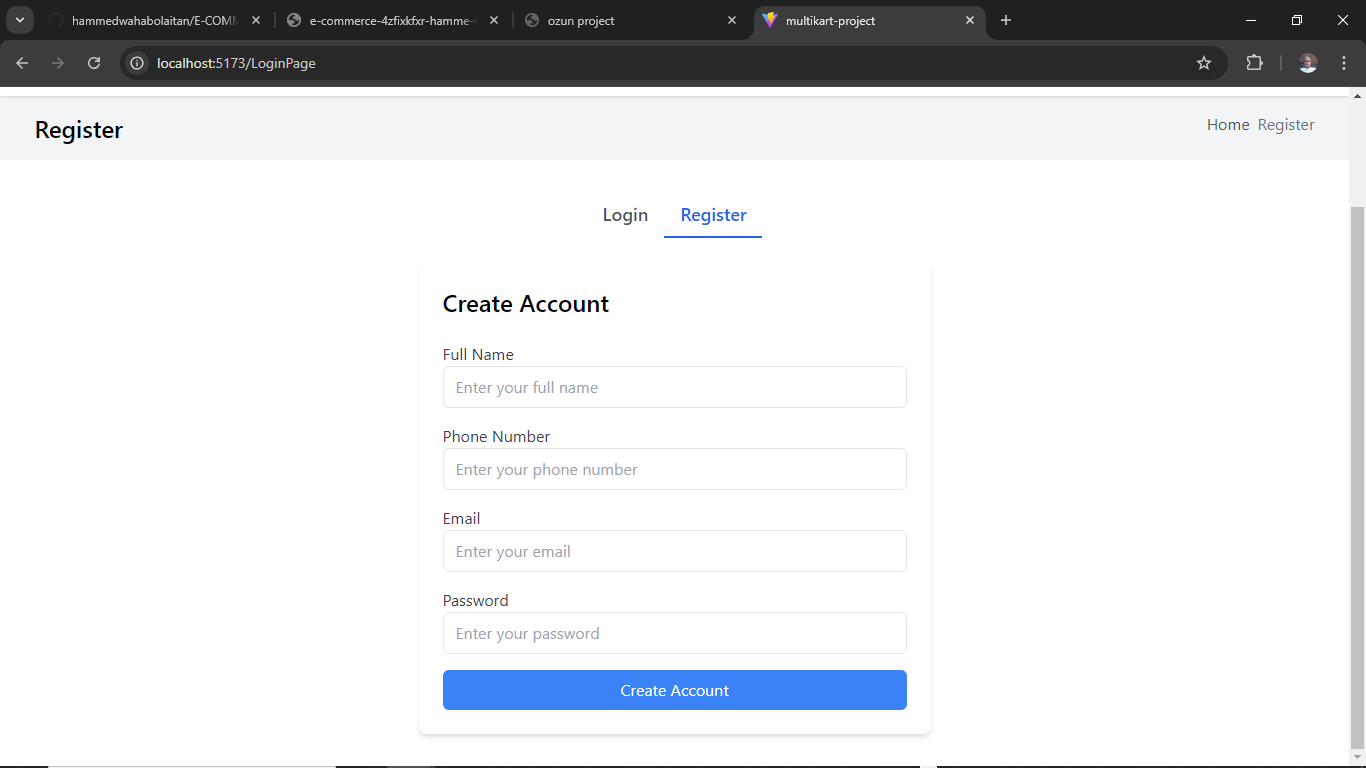 hammedwahabolaitan/E-COMM
e-commerce-4zfixkfxr-hamme-
ozun project
multikart-project
localhost:5173/LoginPage
Register
Home Register
Login Register
Create Account
Full Name
Enter your full name
Phone Number
Enter your phone number
Email
Enter your email
Password
Enter your password
Create Account